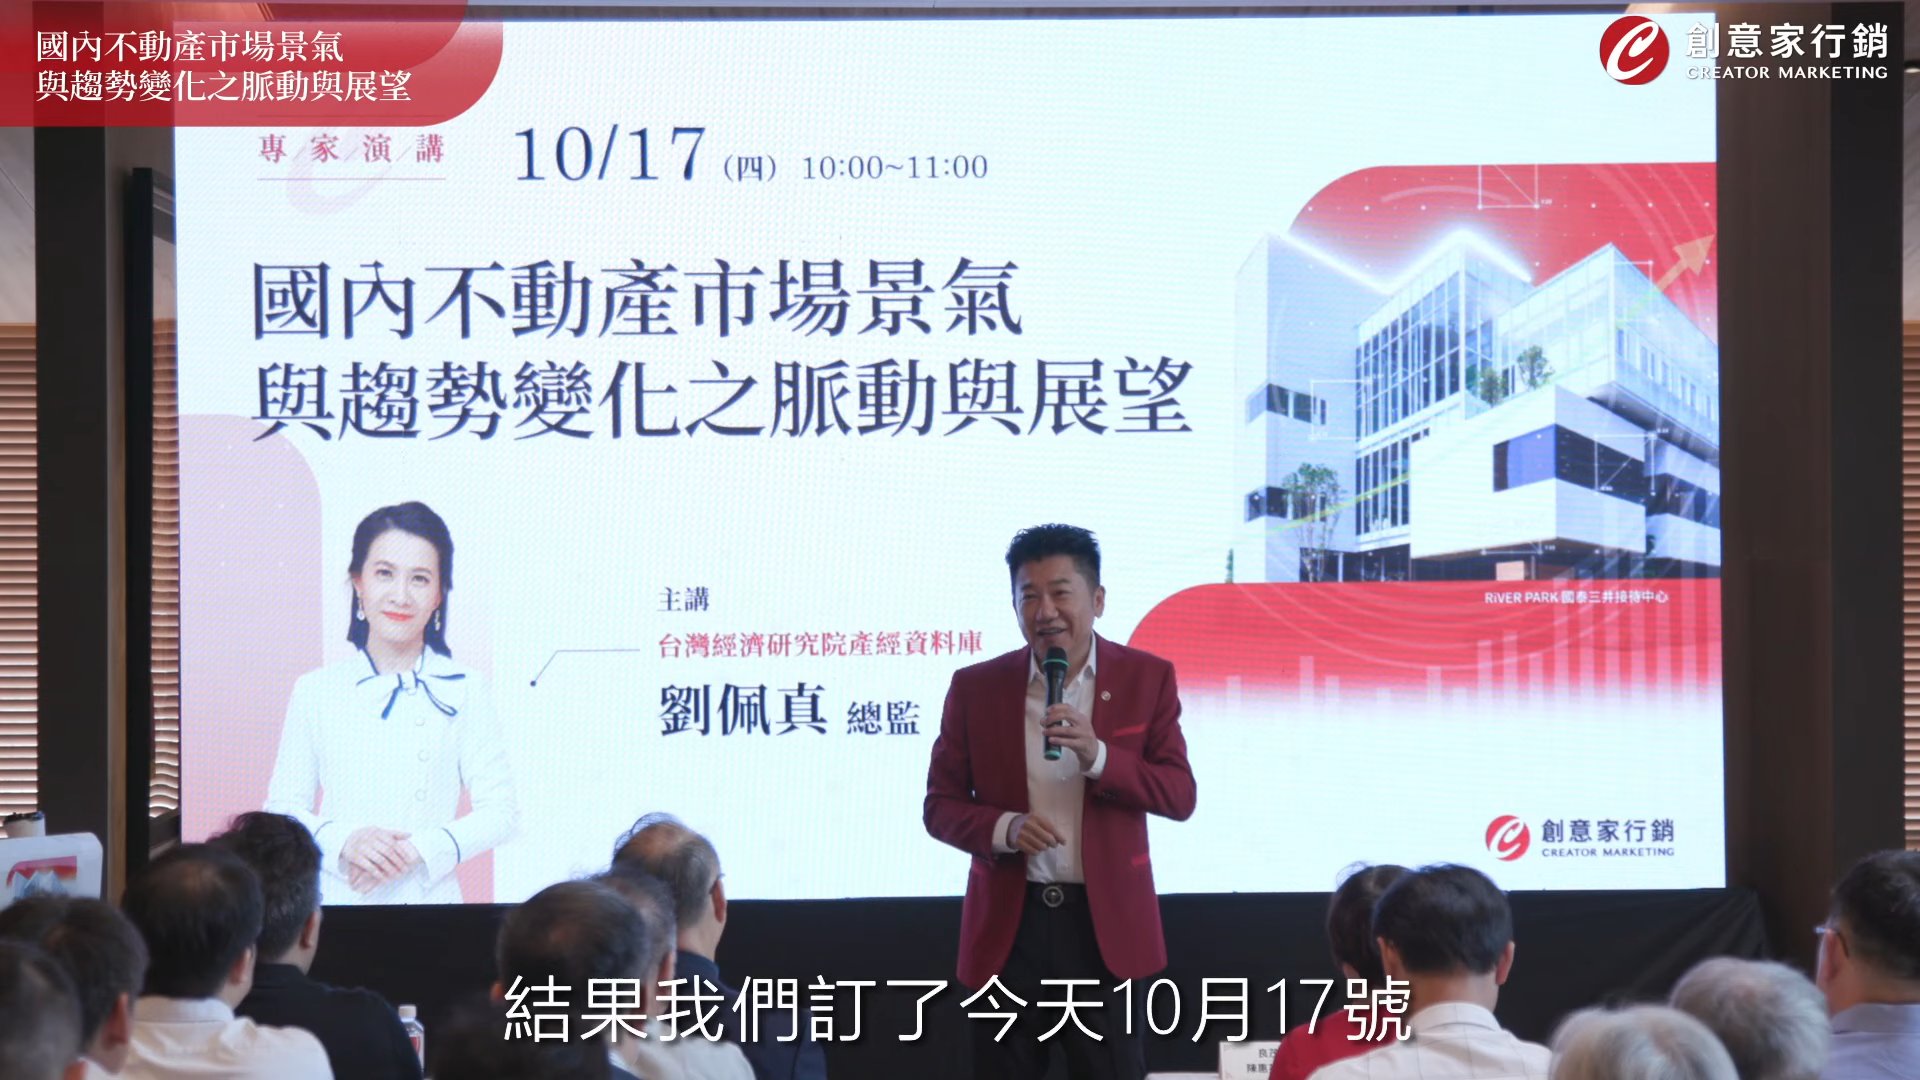 國內不動產市場景氣
與趨勢變化之脈動與展望
創意家行銷
CREATOR MARKETING
專家演講
10/17(四) 10:00~11:00
國內不動產市場景氣
與趨勢變化之脈動與展望
主講
台灣經濟研究院產經資料庫
劉佩真 總監
RiVER PARK 國泰三井接待中心
創意家行銷
CREATOR MARKETING
結果我們訂了今天10月17號